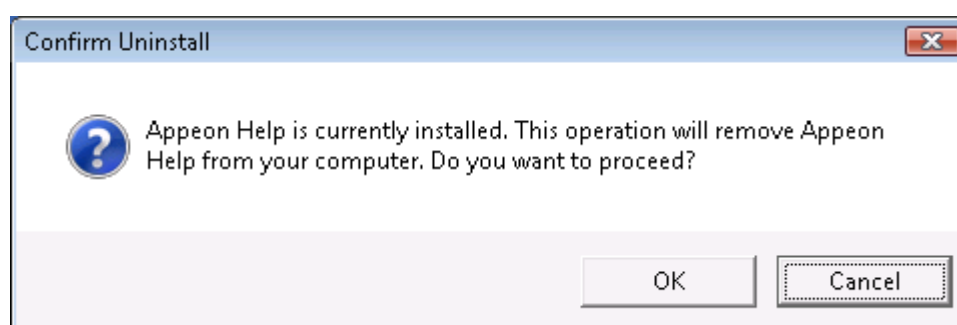 Confirm Uninstall
Appeon Help is currently installed. This operation will remove Appeon
Help from your computer. Do you want to proceed?
OK
Cancel